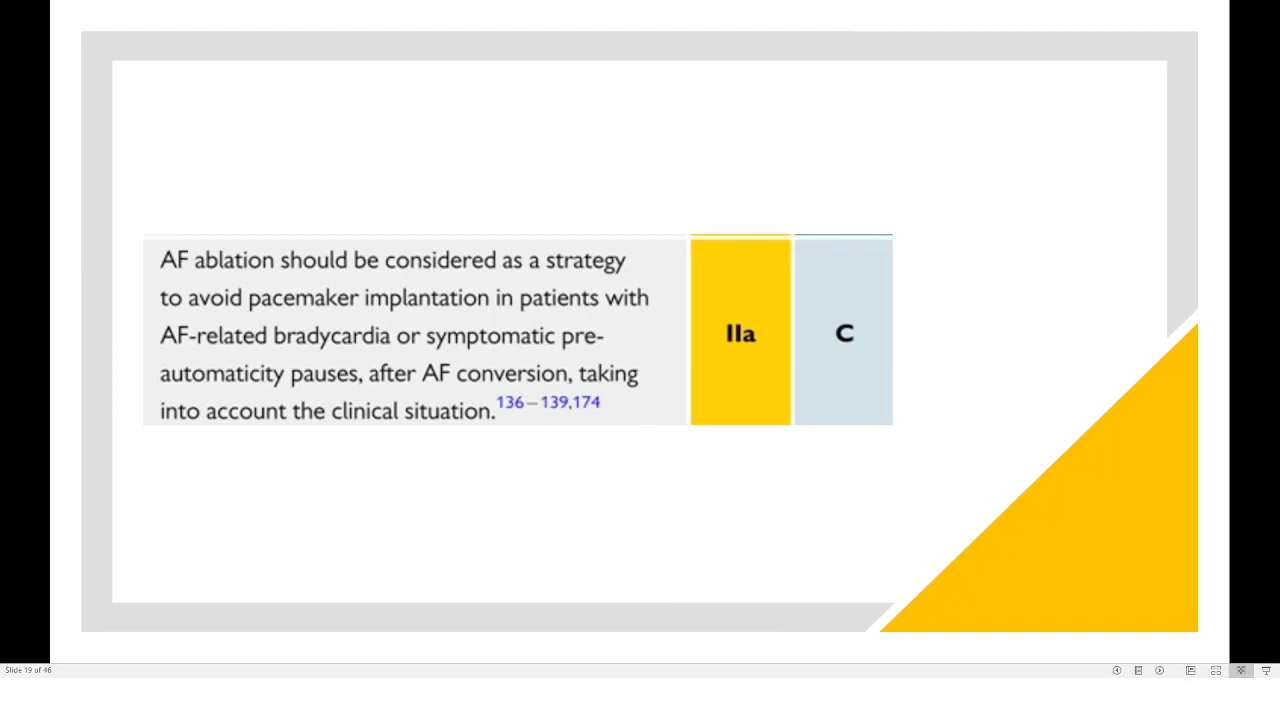 AF ablation should be considered as a strategy
to avoid pacemaker implantation in patients with
AF-related bradycardia or symptomatic pre-
automaticity pauses, after AF conversion, taking
into account the clinical situation.136–139,174
IIa
C
Slide 19 of 46